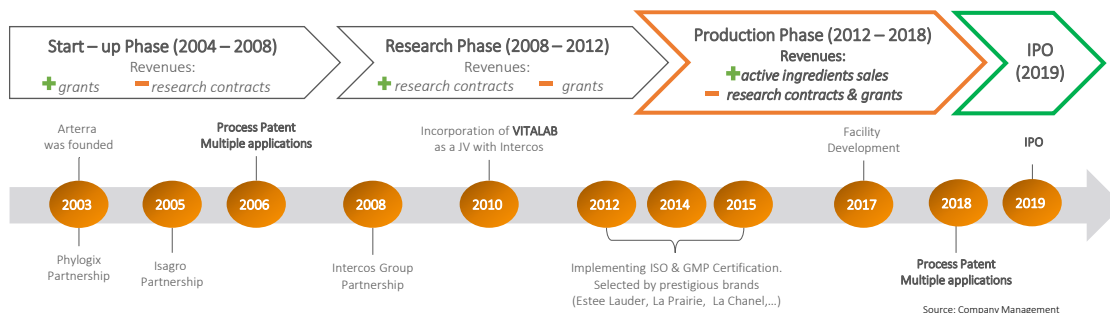 Start – up Phase (2004 – 2008)
Revenues:
+ grants – research contracts
Research Phase (2008 – 2012)
Revenues:
+ research contracts – grants
Production Phase (2012 – 2018)
Revenues:
+ active ingredients sales
– research contracts & grants
IPO
(2019)
Arterra
was founded
Process Patent
Multiple applications
Incorporation of VITALAB
as a JV with Intercos
Facility
Development
IPO
2003
2005
2006
2008
2010
2012
2014
2015
2017
2018
2019
Phylogix
Partnership
Isagro
Partnership
Intercos Group
Partnership
Implementing ISO & GMP Certification.
Selected by prestigious brands
(Estee Lauder, La Prairie, La Chanel,...)
Process Patent
Multiple applications
Source: Company Management